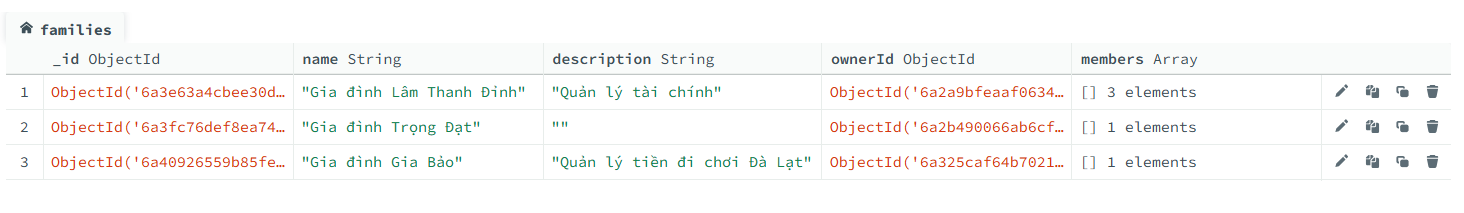 families
_id ObjectId name String description String ownerId ObjectId members Array
1 ObjectId('6a3e63a4cbee30d… "Gia đình Lâm Thanh Đinh" "Quản lý tài chính" ObjectId('6a2a9bfeaaf0634… [] 3 elements
2 ObjectId('6a3fc76def8ea74… "Gia đình Trọng Đạt" "" ObjectId('6a2b490066ab6cf… [] 1 elements
3 ObjectId('6a40926559b85fe… "Gia đình Gia Bảo" "Quản lý tiền đi chơi Đà Lạt" ObjectId('6a325caf64b7021… [] 1 elements